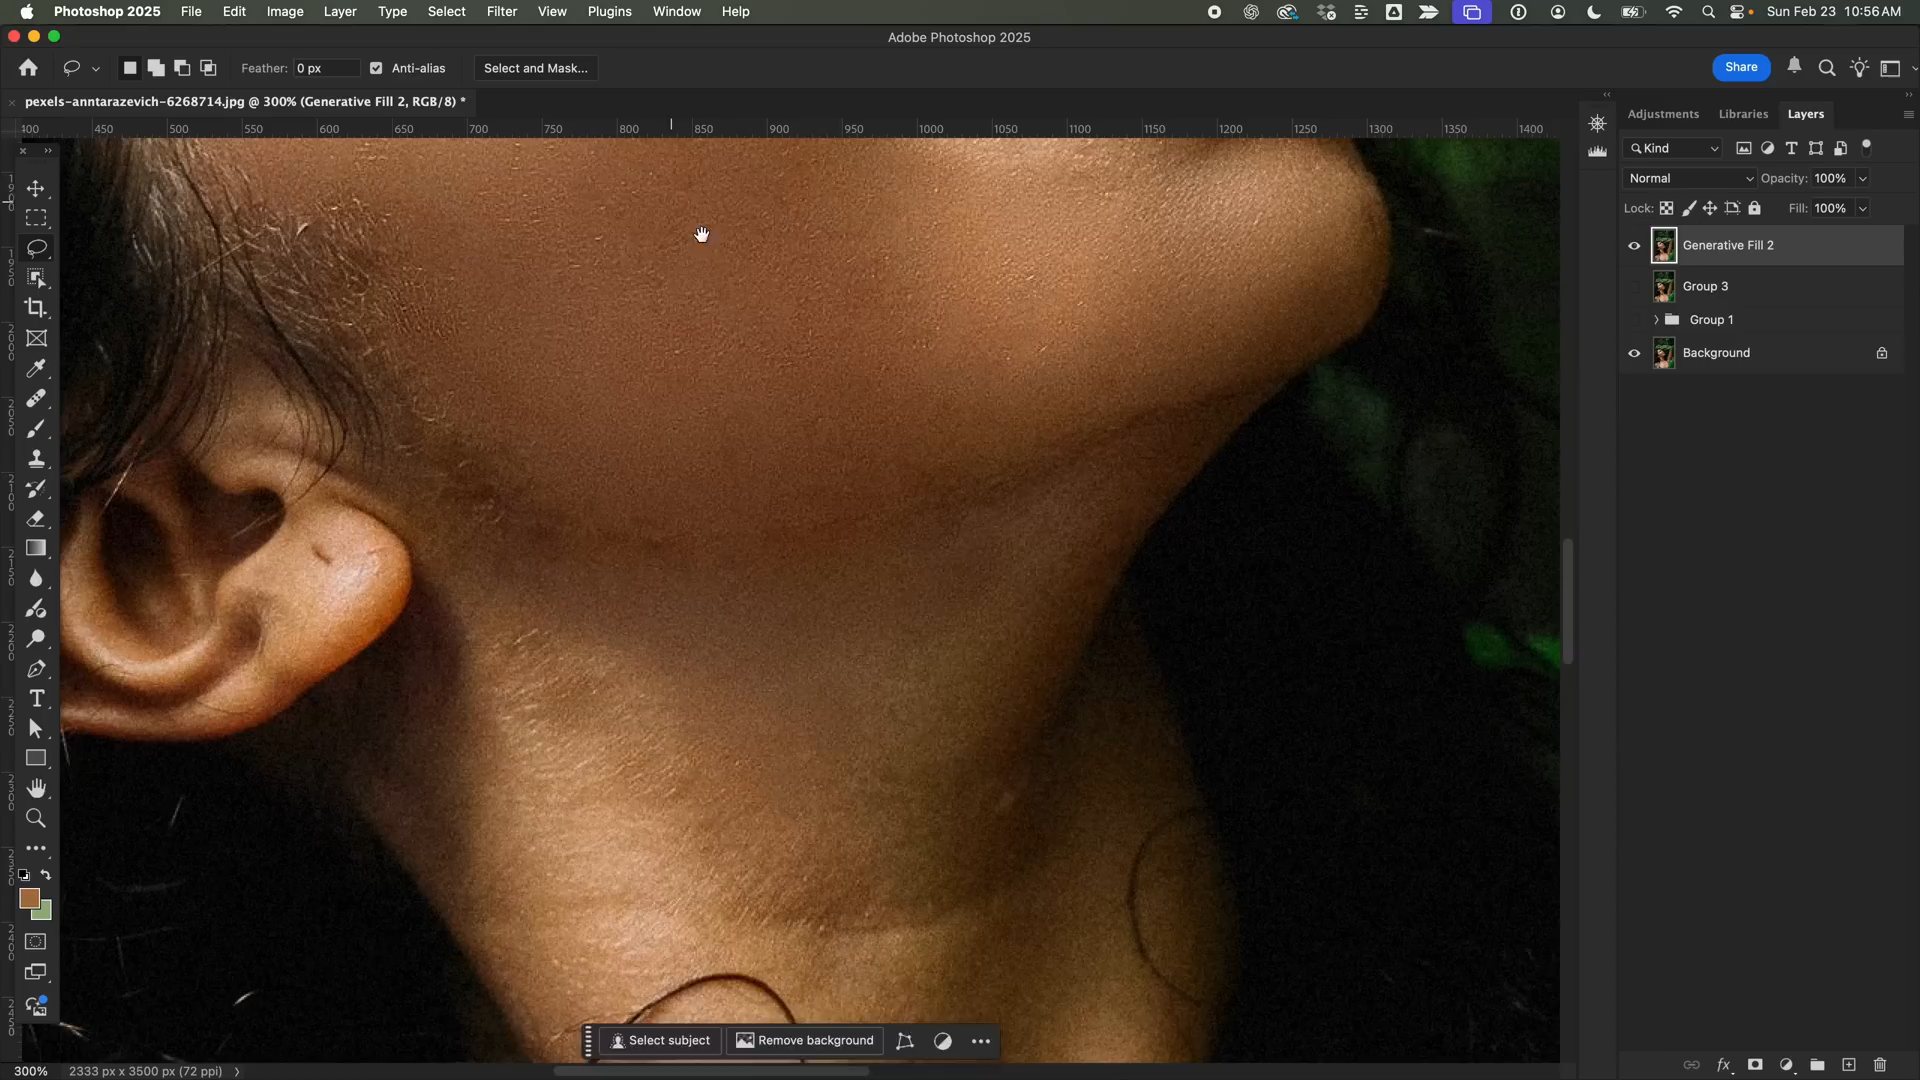 Photoshop 2025 File Edit Image Layer Type Select Filter View Plugins Window Help Sun Feb 23 10:56 AM
Adobe Photoshop 2025
Feather: 0 px Anti-alias Select and Mask... Share
pexels-anntarazevich-6268714.jpg @ 300% (Generative Fill 2, RGB/8) *
400 450 500 550 600 650 700 750 800 850 900 950 1000 1050 1100 1150 1200 1250 1300 1350 1400
Adjustments Libraries Layers
Kind
Normal Opacity: 100%
Lock: Fill: 100%
Generative Fill 2
Group 3
Group 1
Background
Select subject Remove background
300% 2333 px x 3500 px (72 ppi)